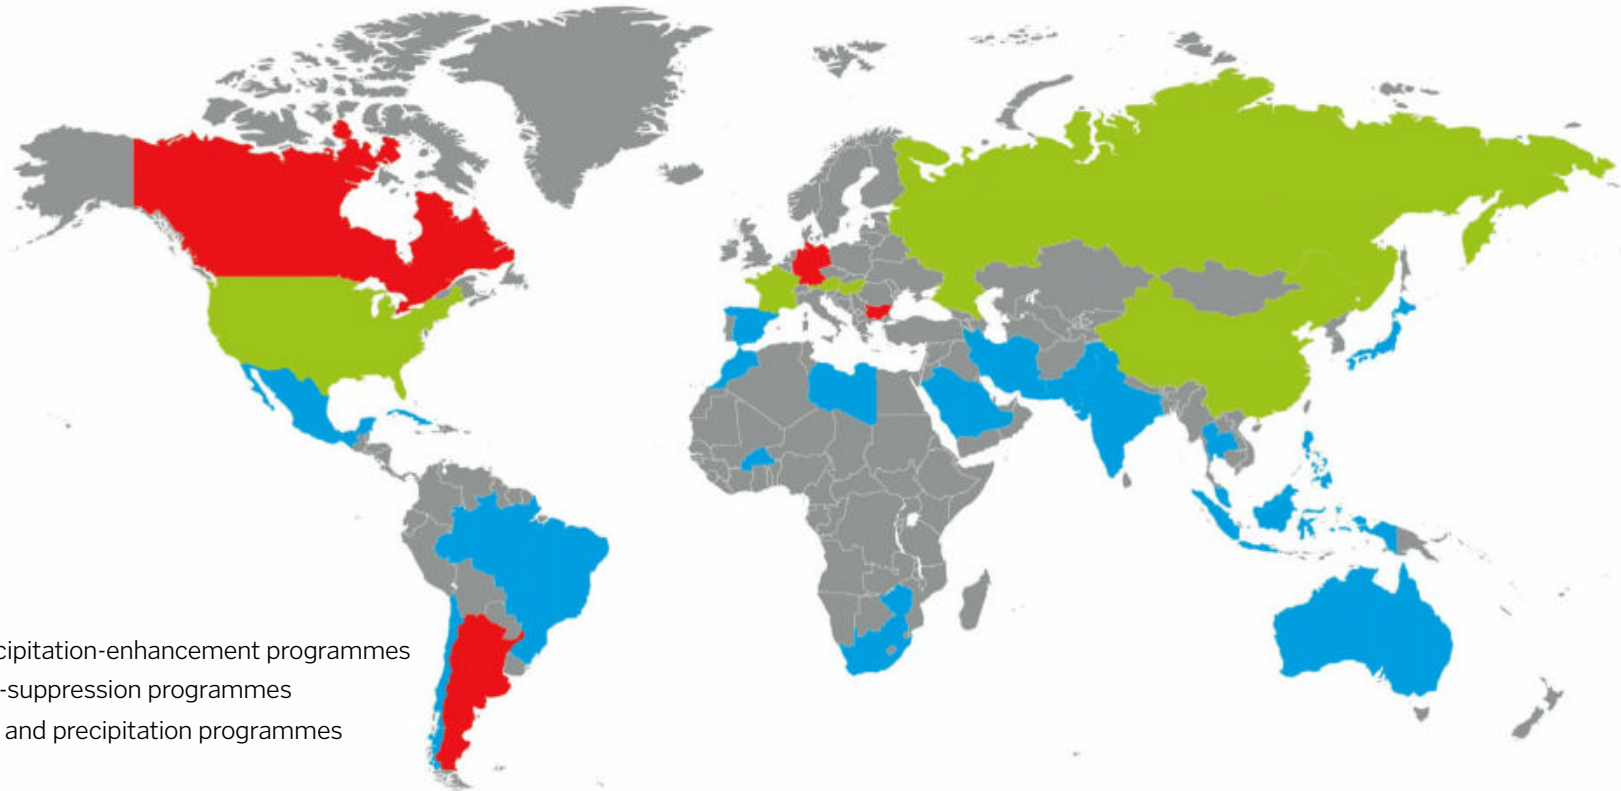 cipitation-enhancement programmes
-suppression programmes
and precipitation programmes